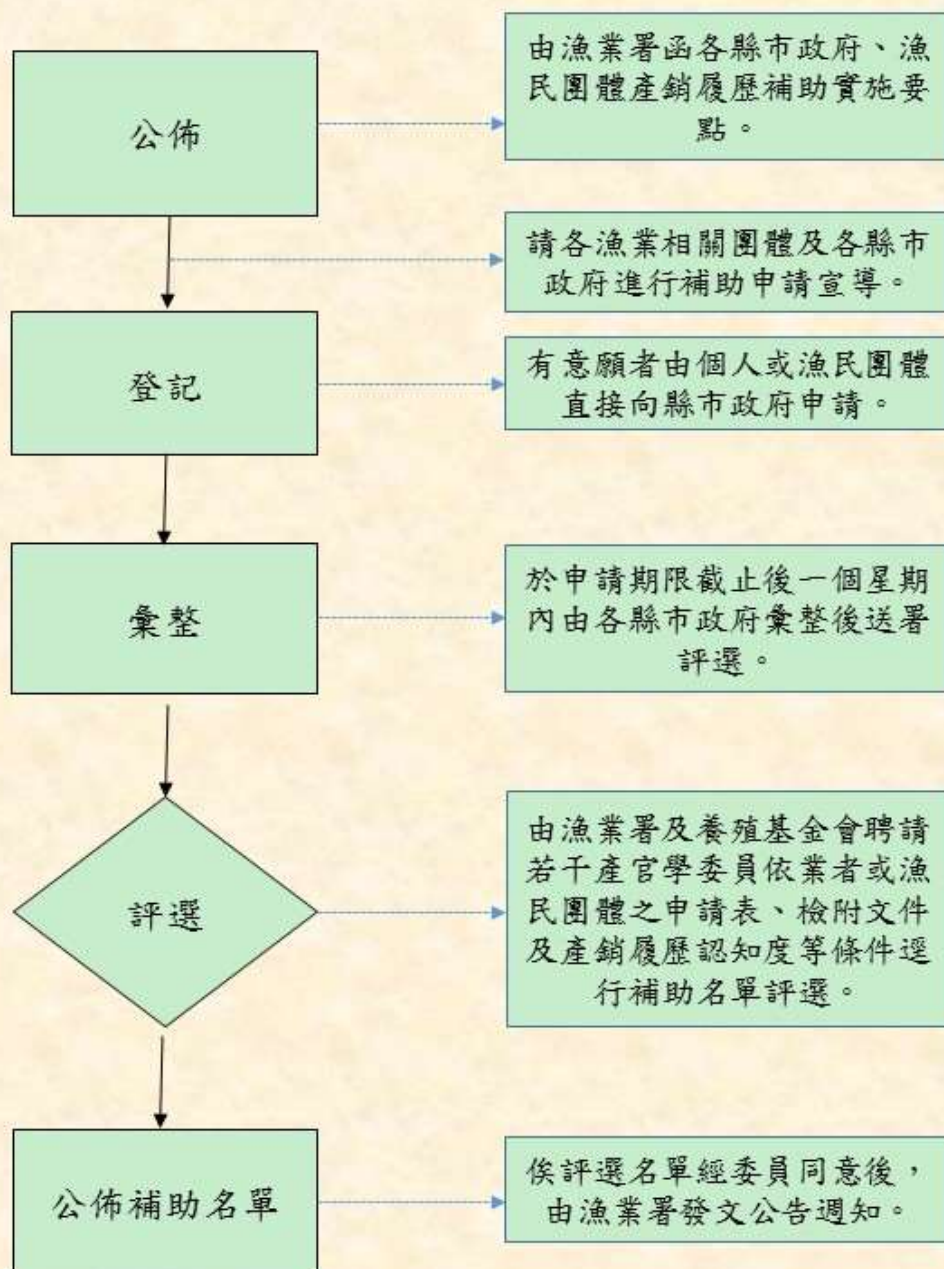 公佈
由漁業署函各縣市政府、漁
民團體產銷履歷補助實施要
點。
請各漁業相關團體及各縣市
政府進行補助申請宣導。
登記
有意願者由個人或漁民團體
直接向縣市政府申請。
彙整
於申請期限截止後一個星期
內由各縣市政府彙整後送署
評選。
評選
由漁業署及養殖基金會聘請
若干產官學委員依業者或漁
民團體之申請表、檢附文件
及產銷履歷認知度等條件逕
行補助名單評選。
公佈補助名單
俟評選名單經委員同意後，
由漁業署發文公告週知。